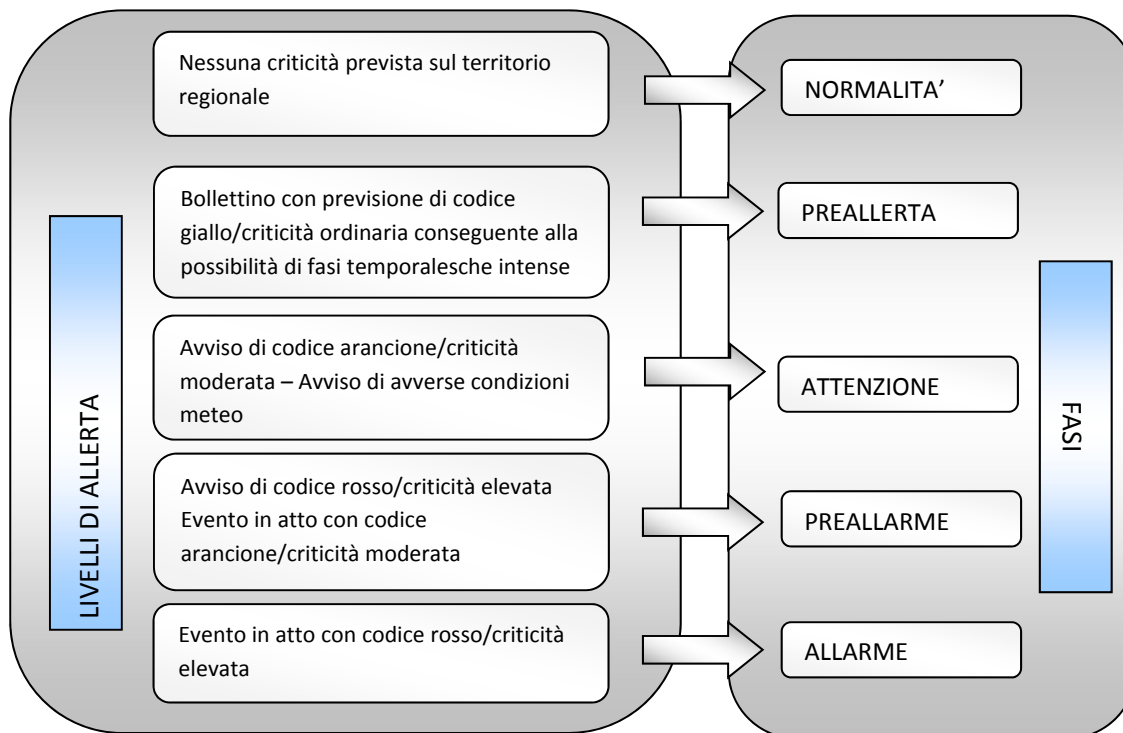 Nessuna criticità prevista sul territorio
regionale
NORMALITA’
Bollettino con previsione di codice
giallo/criticità ordinaria conseguente alla
possibilità di fasi temporalesche intense
PREALLERTA
Avviso di codice arancione/criticità
moderata – Avviso di avverse condizioni
meteo
ATTENZIONE
Avviso di codice rosso/criticità elevata
Evento in atto con codice
arancione/criticità moderata
PREALLARME
Evento in atto con codice rosso/criticità
elevata
ALLARME
LIVELLI DI ALLERTA
FASI